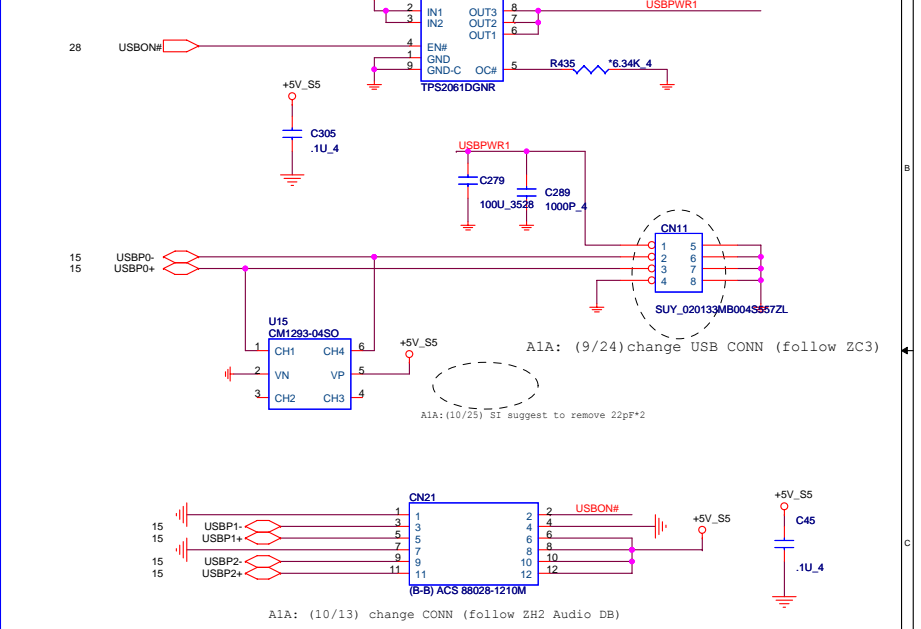 USBPWR1
2 IN1 OUT3 8
3 IN2 OUT2 7
OUT1 6
28 USBON# 4 EN#
1 GND
9 GND-C OC# 5 R435 *6.34K_4
TPS2061DGNR
+5V_S5
C305
.1U_4
USBPWR1
C279
100U_3528
C289
1000P_4
B
CN11
1 5
15 USBP0- 2 6
15 USBP0+ 3 7
4 8
SUY_020133MB004S557ZL
A1A: (9/24)change USB CONN (follow ZC3)
U15
CM1293-04SO
+5V_S5
1 CH1 CH4 6
2 VN VP 5
3 CH2 CH3 4
A1A:(10/25) SI suggest to remove 22pF*2
CN21
+5V_S5
1 1 2 2 USBON#
15 USBP1- 3 3 4 4 +5V_S5
15 USBP1+ 5 5 6 6
7 7 8 8
15 USBP2- 9 9 10 10
15 USBP2+ 11 11 12 12
C45
.1U_4
C
(B-B) ACS 88028-1210M
A1A: (10/13) change CONN (follow ZH2 Audio DB)